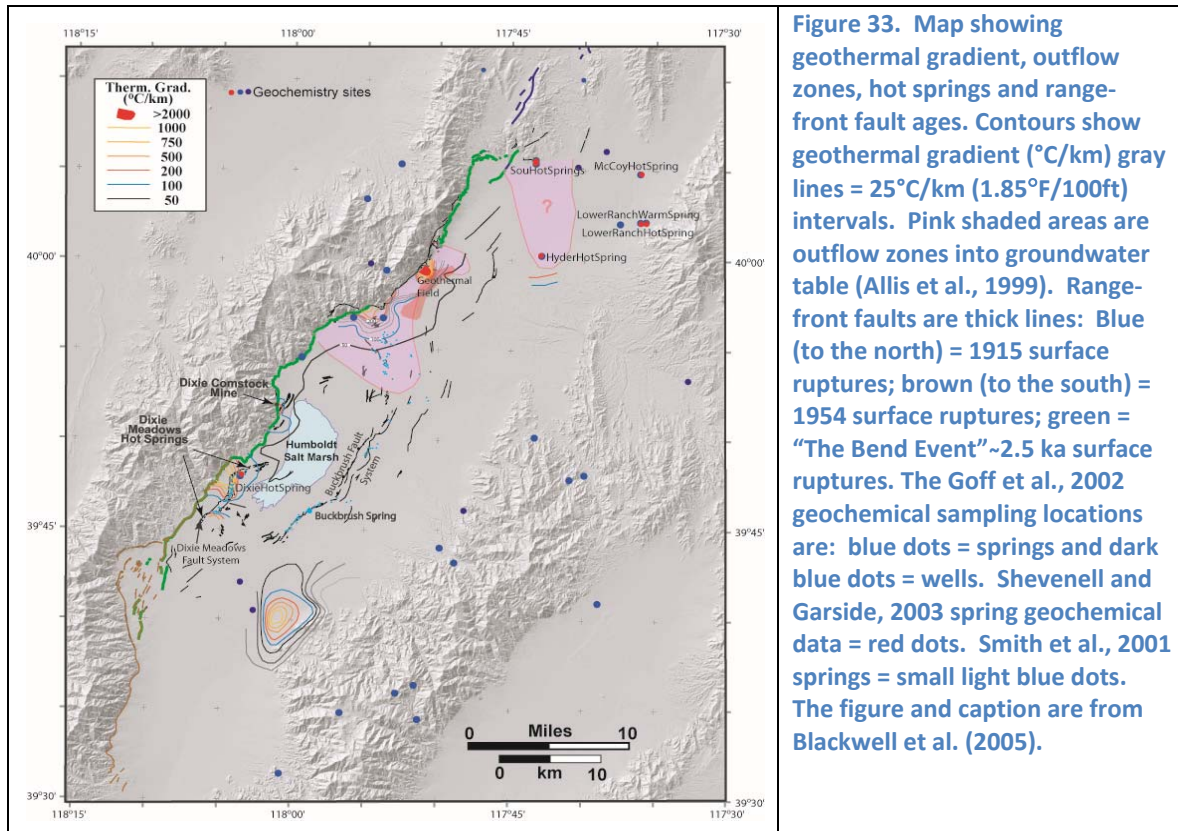 118°15'
118°00'
117°45'
117°30'
Therm. Grad.
(°C/km)
>2000
1000
750
500
200
100
50
Geochemistry sites
SouHotSprings
McCoyHotSpring
LowerRanchWarmSpring
LowerRanchHotSpring
?
HyderHotSpring
40°00'
40°00'
Geothermal
Field
Dixie Comstock
Mine
Dixie
Meadows
Hot Springs
Humboldt
Salt Marsh
Buckbrush Fault
System
DixieHotSpring
Buckbrush Spring
39°45'
39°45'
Dixie Meadows
Fault System
0 Miles 10
0 km 10
39°30'
39°30'
118°15'
118°00'
117°45'
117°30'
Figure 33. Map showing
geothermal gradient, outflow
zones, hot springs and range-
front fault ages. Contours show
geothermal gradient (°C/km) gray
lines = 25°C/km (1.85°F/100ft)
intervals. Pink shaded areas are
outflow zones into groundwater
table (Allis et al., 1999). Range-
front faults are thick lines: Blue
(to the north) = 1915 surface
ruptures; brown (to the south) =
1954 surface ruptures; green =
“The Bend Event”~2.5 ka surface
ruptures. The Goff et al., 2002
geochemical sampling locations
are: blue dots = springs and dark
blue dots = wells. Shevenell and
Garside, 2003 spring geochemical
data = red dots. Smith et al., 2001
springs = small light blue dots.
The figure and caption are from
Blackwell et al. (2005).